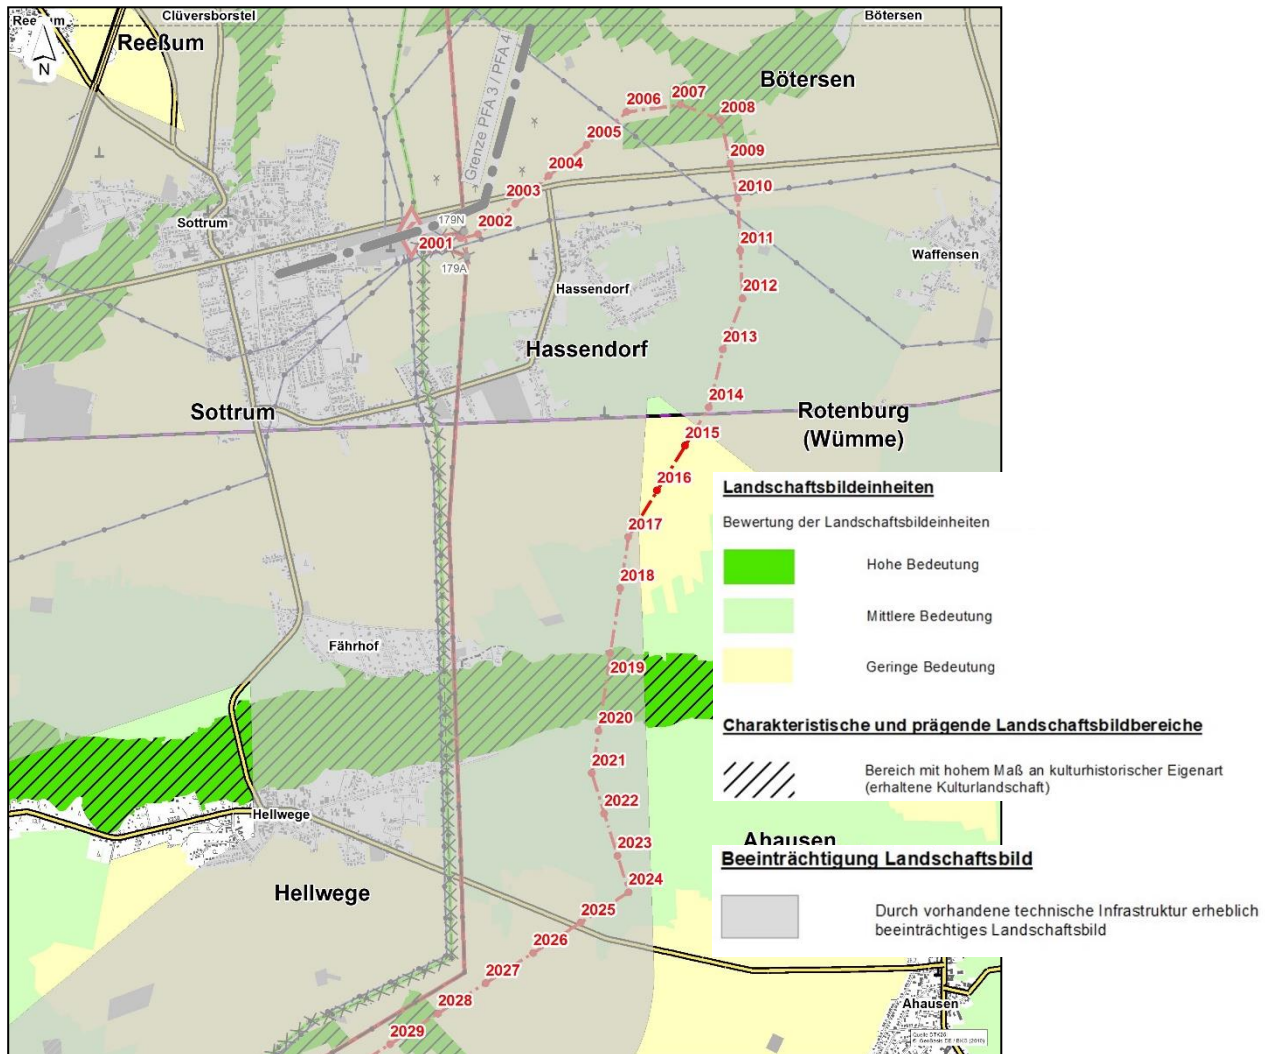 Reeßum
Clüversborstel
Bötersen
Reeßum
N
Bötersen
Grenze PFA 3 / PFA 4
2006
2007
2008
2005
2009
2004
2010
2003
Sottrum
179N
2002
2001
2011
Waffensen
179A
Hassendorf
2012
Hassendorf
2013
2014
Sottrum
Rotenburg
(Wümme)
2015
2016
2017
2018
Fährhof
2019
2020
2021
2022
Hellwege
2023
Ahausen
2024
Hellwege
2025
2026
2027
2028
Ahausen
2029
Landschaftsbildeinheiten
Bewertung der Landschaftsbildeinheiten
Hohe Bedeutung
Mittlere Bedeutung
Geringe Bedeutung
Charakteristische und prägende Landschaftsbildbereiche
Bereich mit hohem Maß an kulturhistorischer Eigenart
(erhaltene Kulturlandschaft)
Beeinträchtigung Landschaftsbild
Durch vorhandene technische Infrastruktur erheblich
beeinträchtiges Landschaftsbild